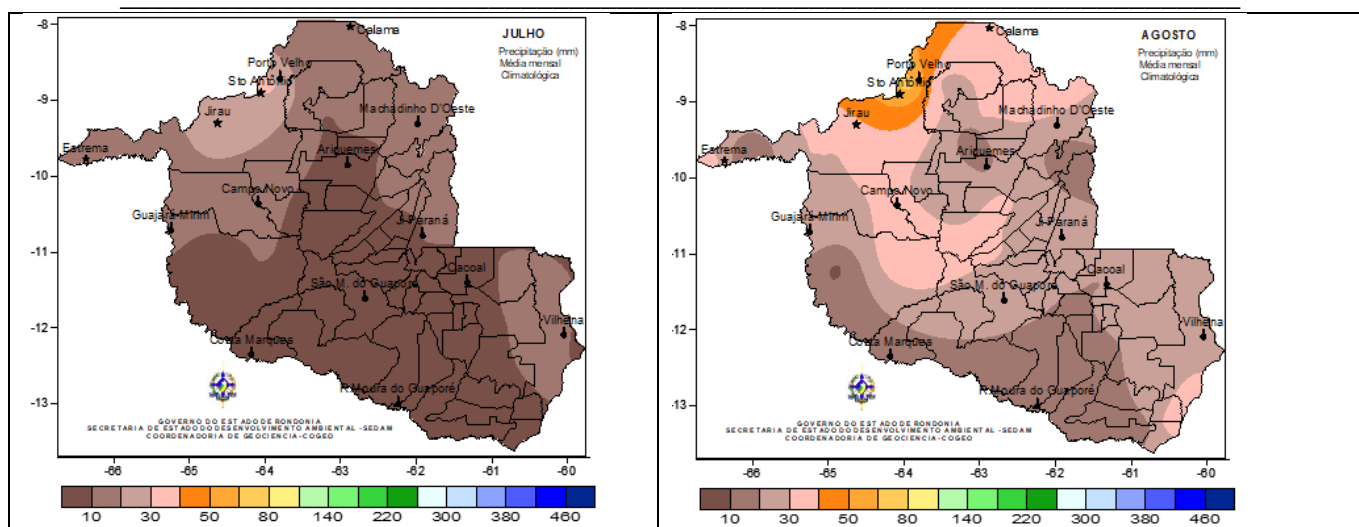 JULHO
Precipitação (mm)
Média mensal
Climatológica
-8
-9
-10
-11
-12
-13
Calama
Porto Velho
Sto Antônio
Jirau
Machadinho D'Oeste
Estrema
Ariquemes
Campo Novo
Guajará-Mirim
Ji-Paraná
Cacoal
São M. do Guaporé
Vilhena
Costa Marques
R.Moura do Guaporé
GOVERNO DO ESTADO DE RONDONIA
SECRETARIA DE ESTADO DO DESENVOLVIMENTO AMBIENTAL -SEDAM
COORDENADORIA DE GEOCIENCIA-COGEO
-66 -65 -64 -63 -62 -61 -60
10 30 50 80 140 220 300 380 460
AGOSTO
Precipitação (mm)
Média mensal
Climatológica
-8
-9
-10
-11
-12
-13
Calama
Porto Velho
Sto Antônio
Jirau
Machadinho D'Oeste
Estrema
Ariquemes
Campo Novo
Guajará-Mirim
Ji-Paraná
Cacoal
São M. do Guaporé
Vilhena
Costa Marques
R.Moura do Guaporé
GOVERNO DO ESTADO DE RONDONIA
SECRETARIA DE ESTADO DO DESENVOLVIMENTO AMBIENTAL -SEDAM
COORDENADORIA DE GEOCIENCIA-COGEO
-66 -65 -64 -63 -62 -61 -60
10 30 50 80 140 220 300 380 460